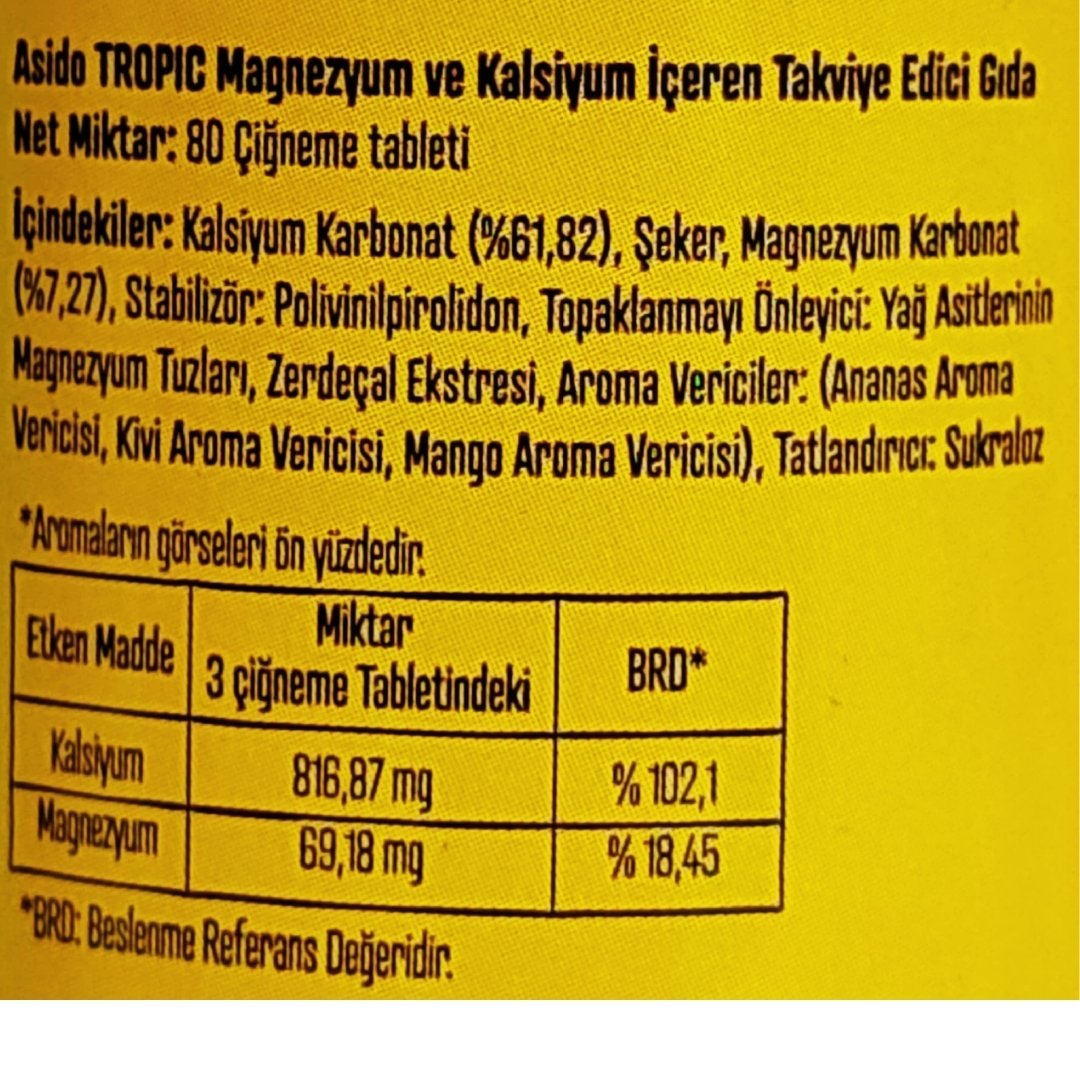 Asido TROPIC Magnezyum ve Kalsiyum İçeren Takviye Edici Gıda
Net Miktar: 80 Çiğneme tableti
İçindekiler: Kalsiyum Karbonat (%61,82), Şeker, Magnezyum Karbonat
(%7,27), Stabilizör: Polivinilpirolidon, Topaklanmayı Önleyici: Yağ Asitlerinin
Magnezyum Tuzları, Zerdeçal Ekstresi, Aroma Vericiler: (Ananas Aroma
Vericisi, Kivi Aroma Vericisi, Mango Aroma Vericisi), Tatlandırıcı: Sukraloz
*Aromaların görseleri ön yüzdedir.
Etken Madde Miktar 3 çiğneme Tabletindeki BRD*
Kalsiyum 816,87 mg % 102,1
Magnezyum 69,18 mg % 18,45
*BRD: Beslenme Referans Değeridir.